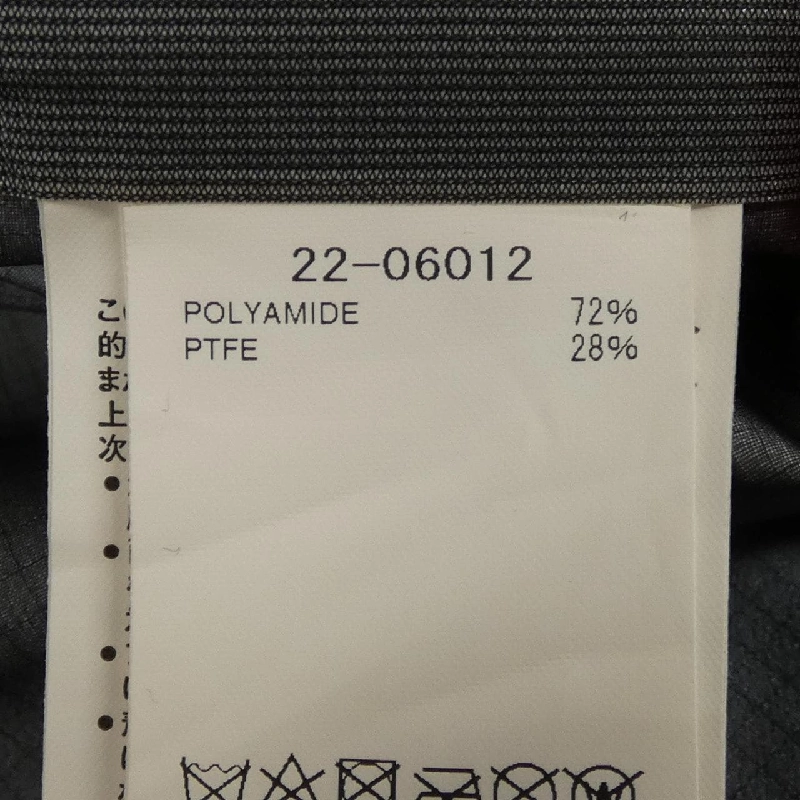 22-06012
POLYAMIDE 72%
PTFE 28%
こ
的
ま
上
次